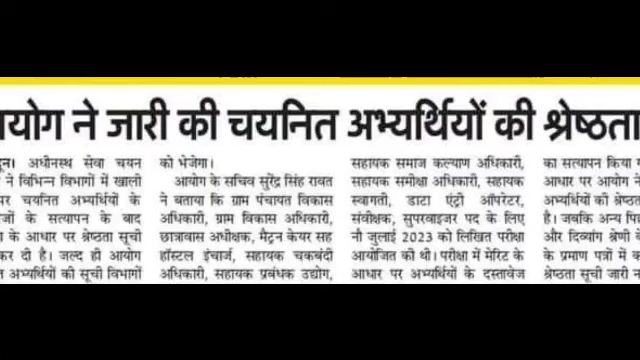 योग ने जारी की चयनित अभ्यर्थियों की श्रेष्ठता
अधीनस्थ सेवा चयन
ने विभिन्न विभागों में खाली
पर चयनित अभ्यर्थियों के
के सत्यापन के बाद
के आधार पर श्रेष्ठता सूची
कर दी है। जल्द ही आयोग
अभ्यर्थियों की सूची विभागों
को भेजेगा।
आयोग के सचिव सुरेंद्र सिंह रावत
ने बताया कि ग्राम पंचायत विकास
अधिकारी, ग्राम विकास अधिकारी,
छात्रावास अधीक्षक, मैट्रन केयर सह
हॉस्टल इंचार्ज, सहायक चकबंदी
अधिकारी, सहायक प्रबंधक उद्योग,
सहायक समाज कल्याण अधिकारी,
सहायक समीक्षा अधिकारी, सहायक
स्वागती, डाटा एंट्री ऑपरेटर,
संवीक्षक, सुपरवाइजर पद के लिए
नौ जुलाई 2023 को लिखित परीक्षा
आयोजित की थी। परीक्षा में मेरिट के
आधार पर अभ्यर्थियों के दस्तावेज
का सत्यापन किया
आधार पर आयोग ने
अभ्यर्थियों की श्रेष्ठता
है। जबकि अन्य
और दिव्यांग श्रेणी
के प्रमाण पत्रों में
श्रेष्ठता सूची जारी